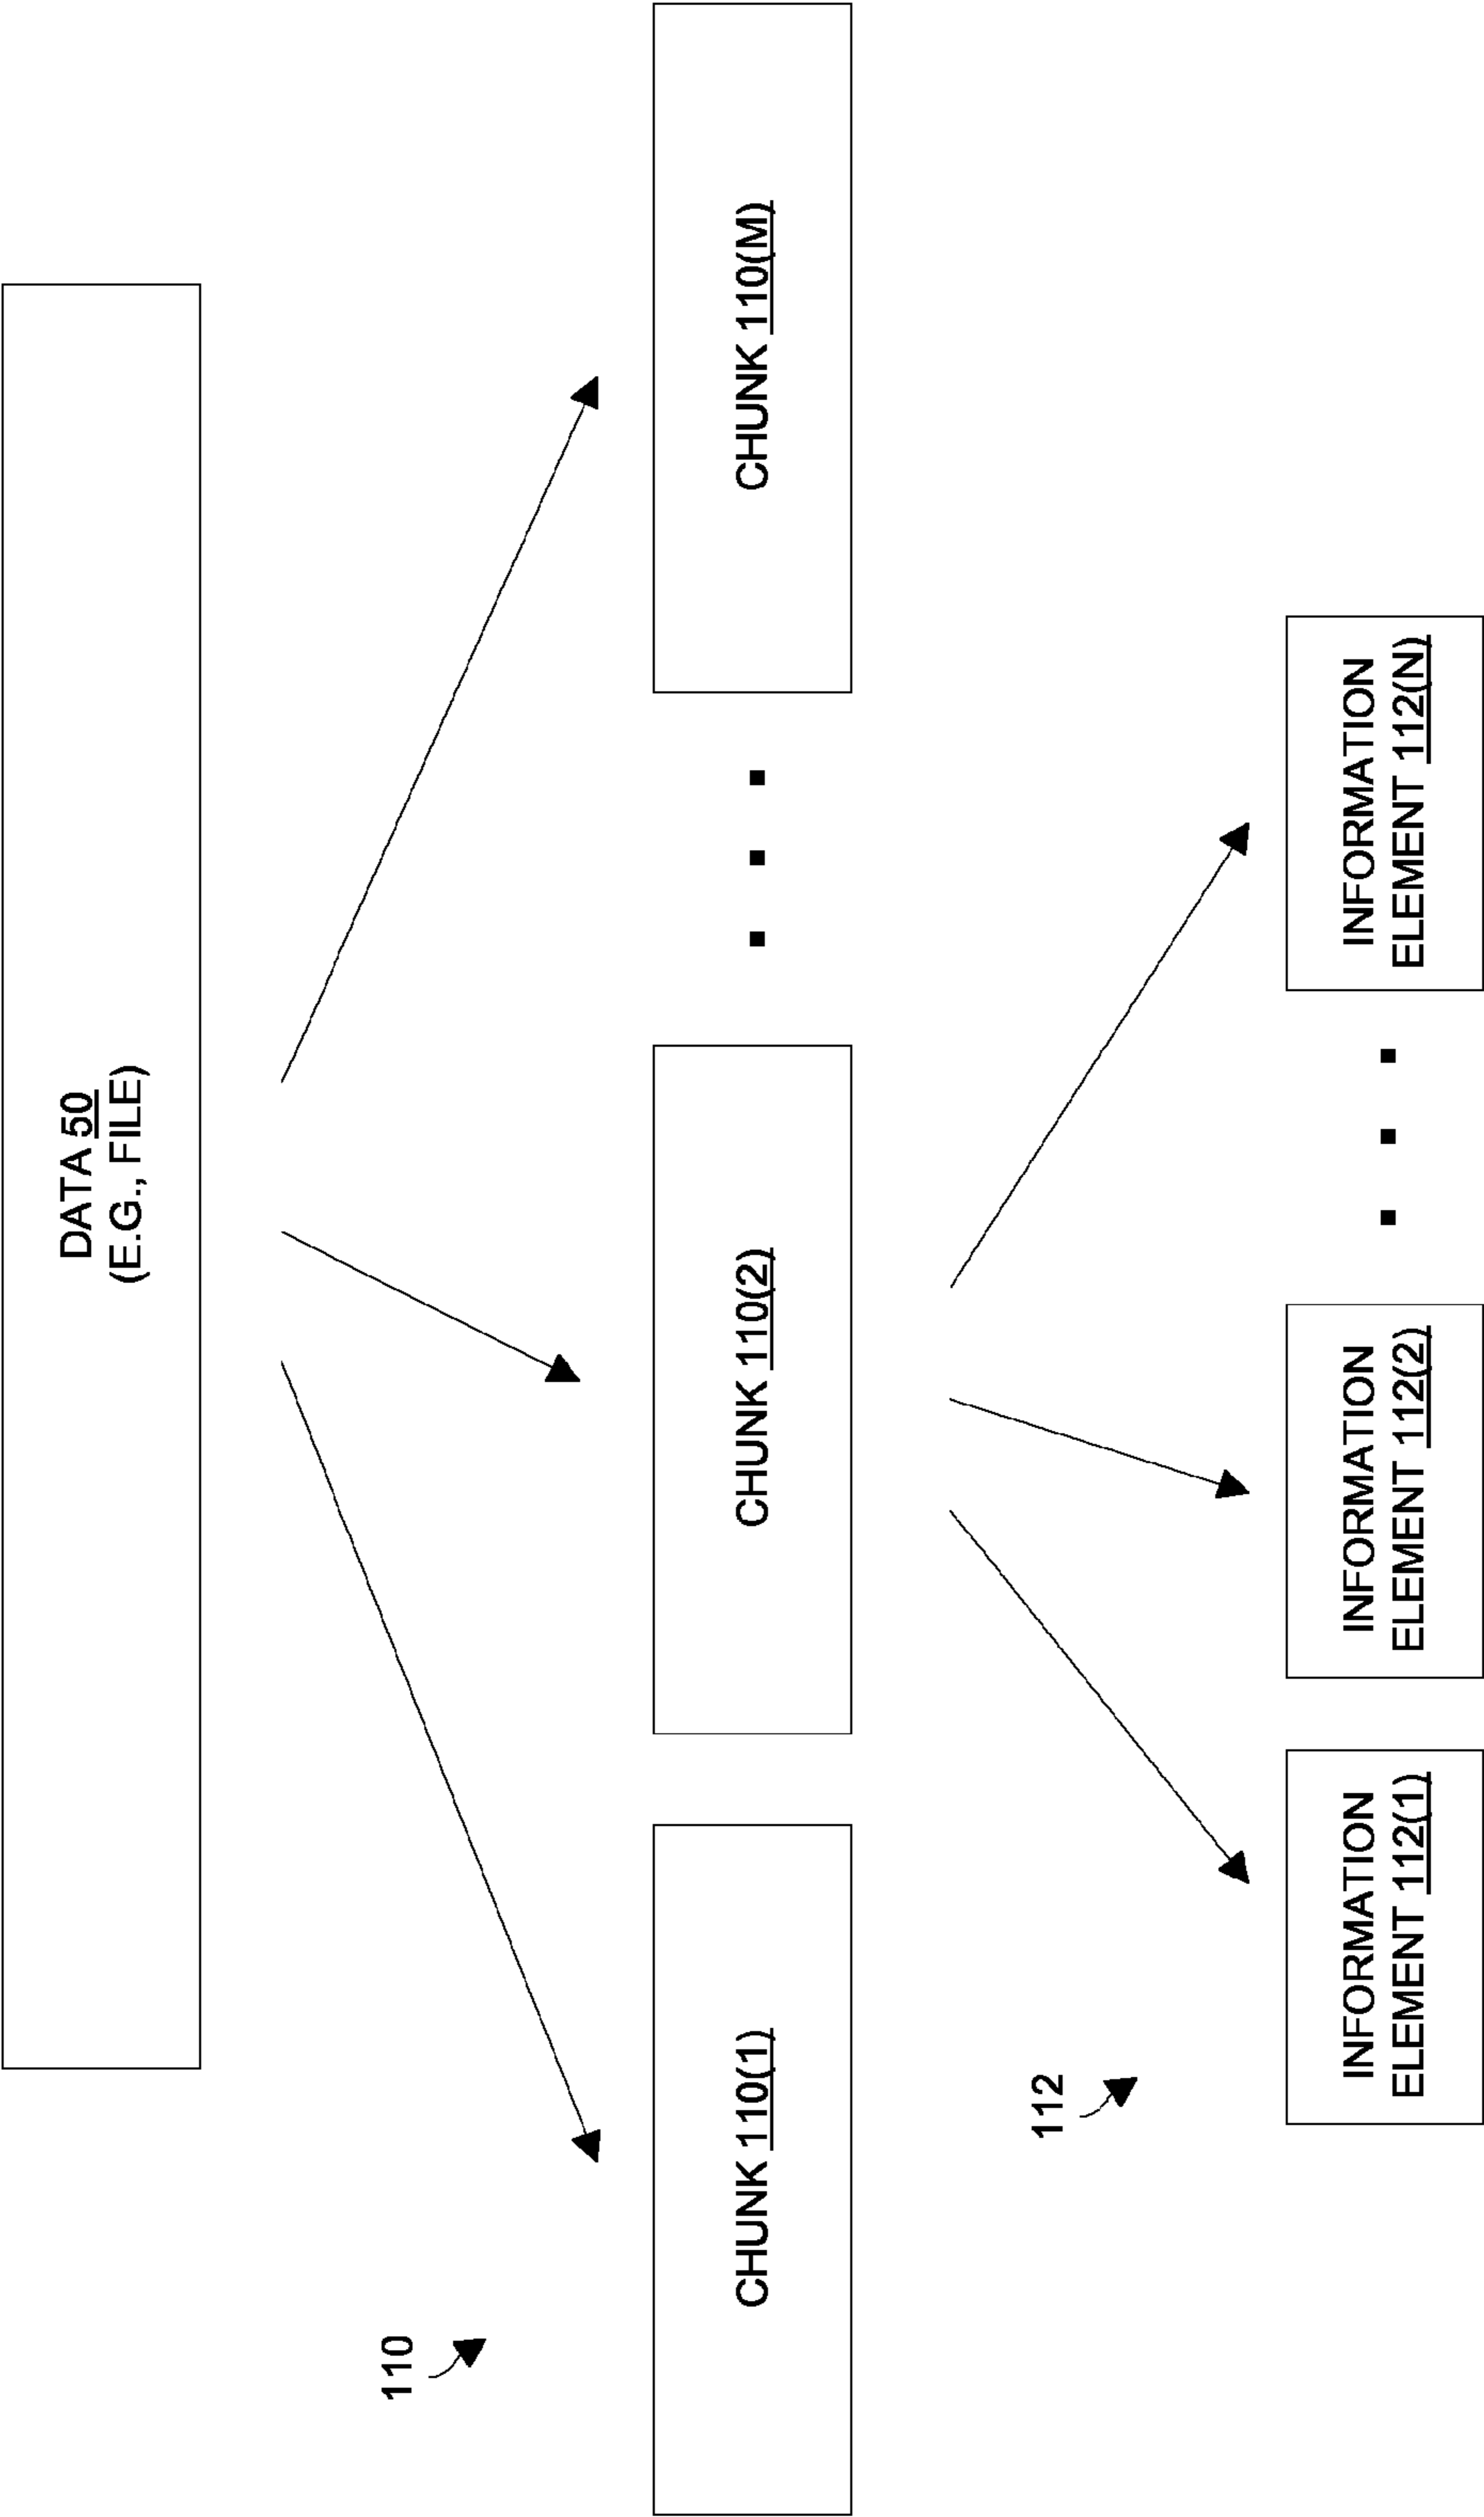 DATA 50
(E.G., FILE)
110
CHUNK 110(1)
CHUNK 110(2)
CHUNK 110(M)
112
INFORMATION
ELEMENT 112(1)
INFORMATION
ELEMENT 112(2)
INFORMATION
ELEMENT 112(N)